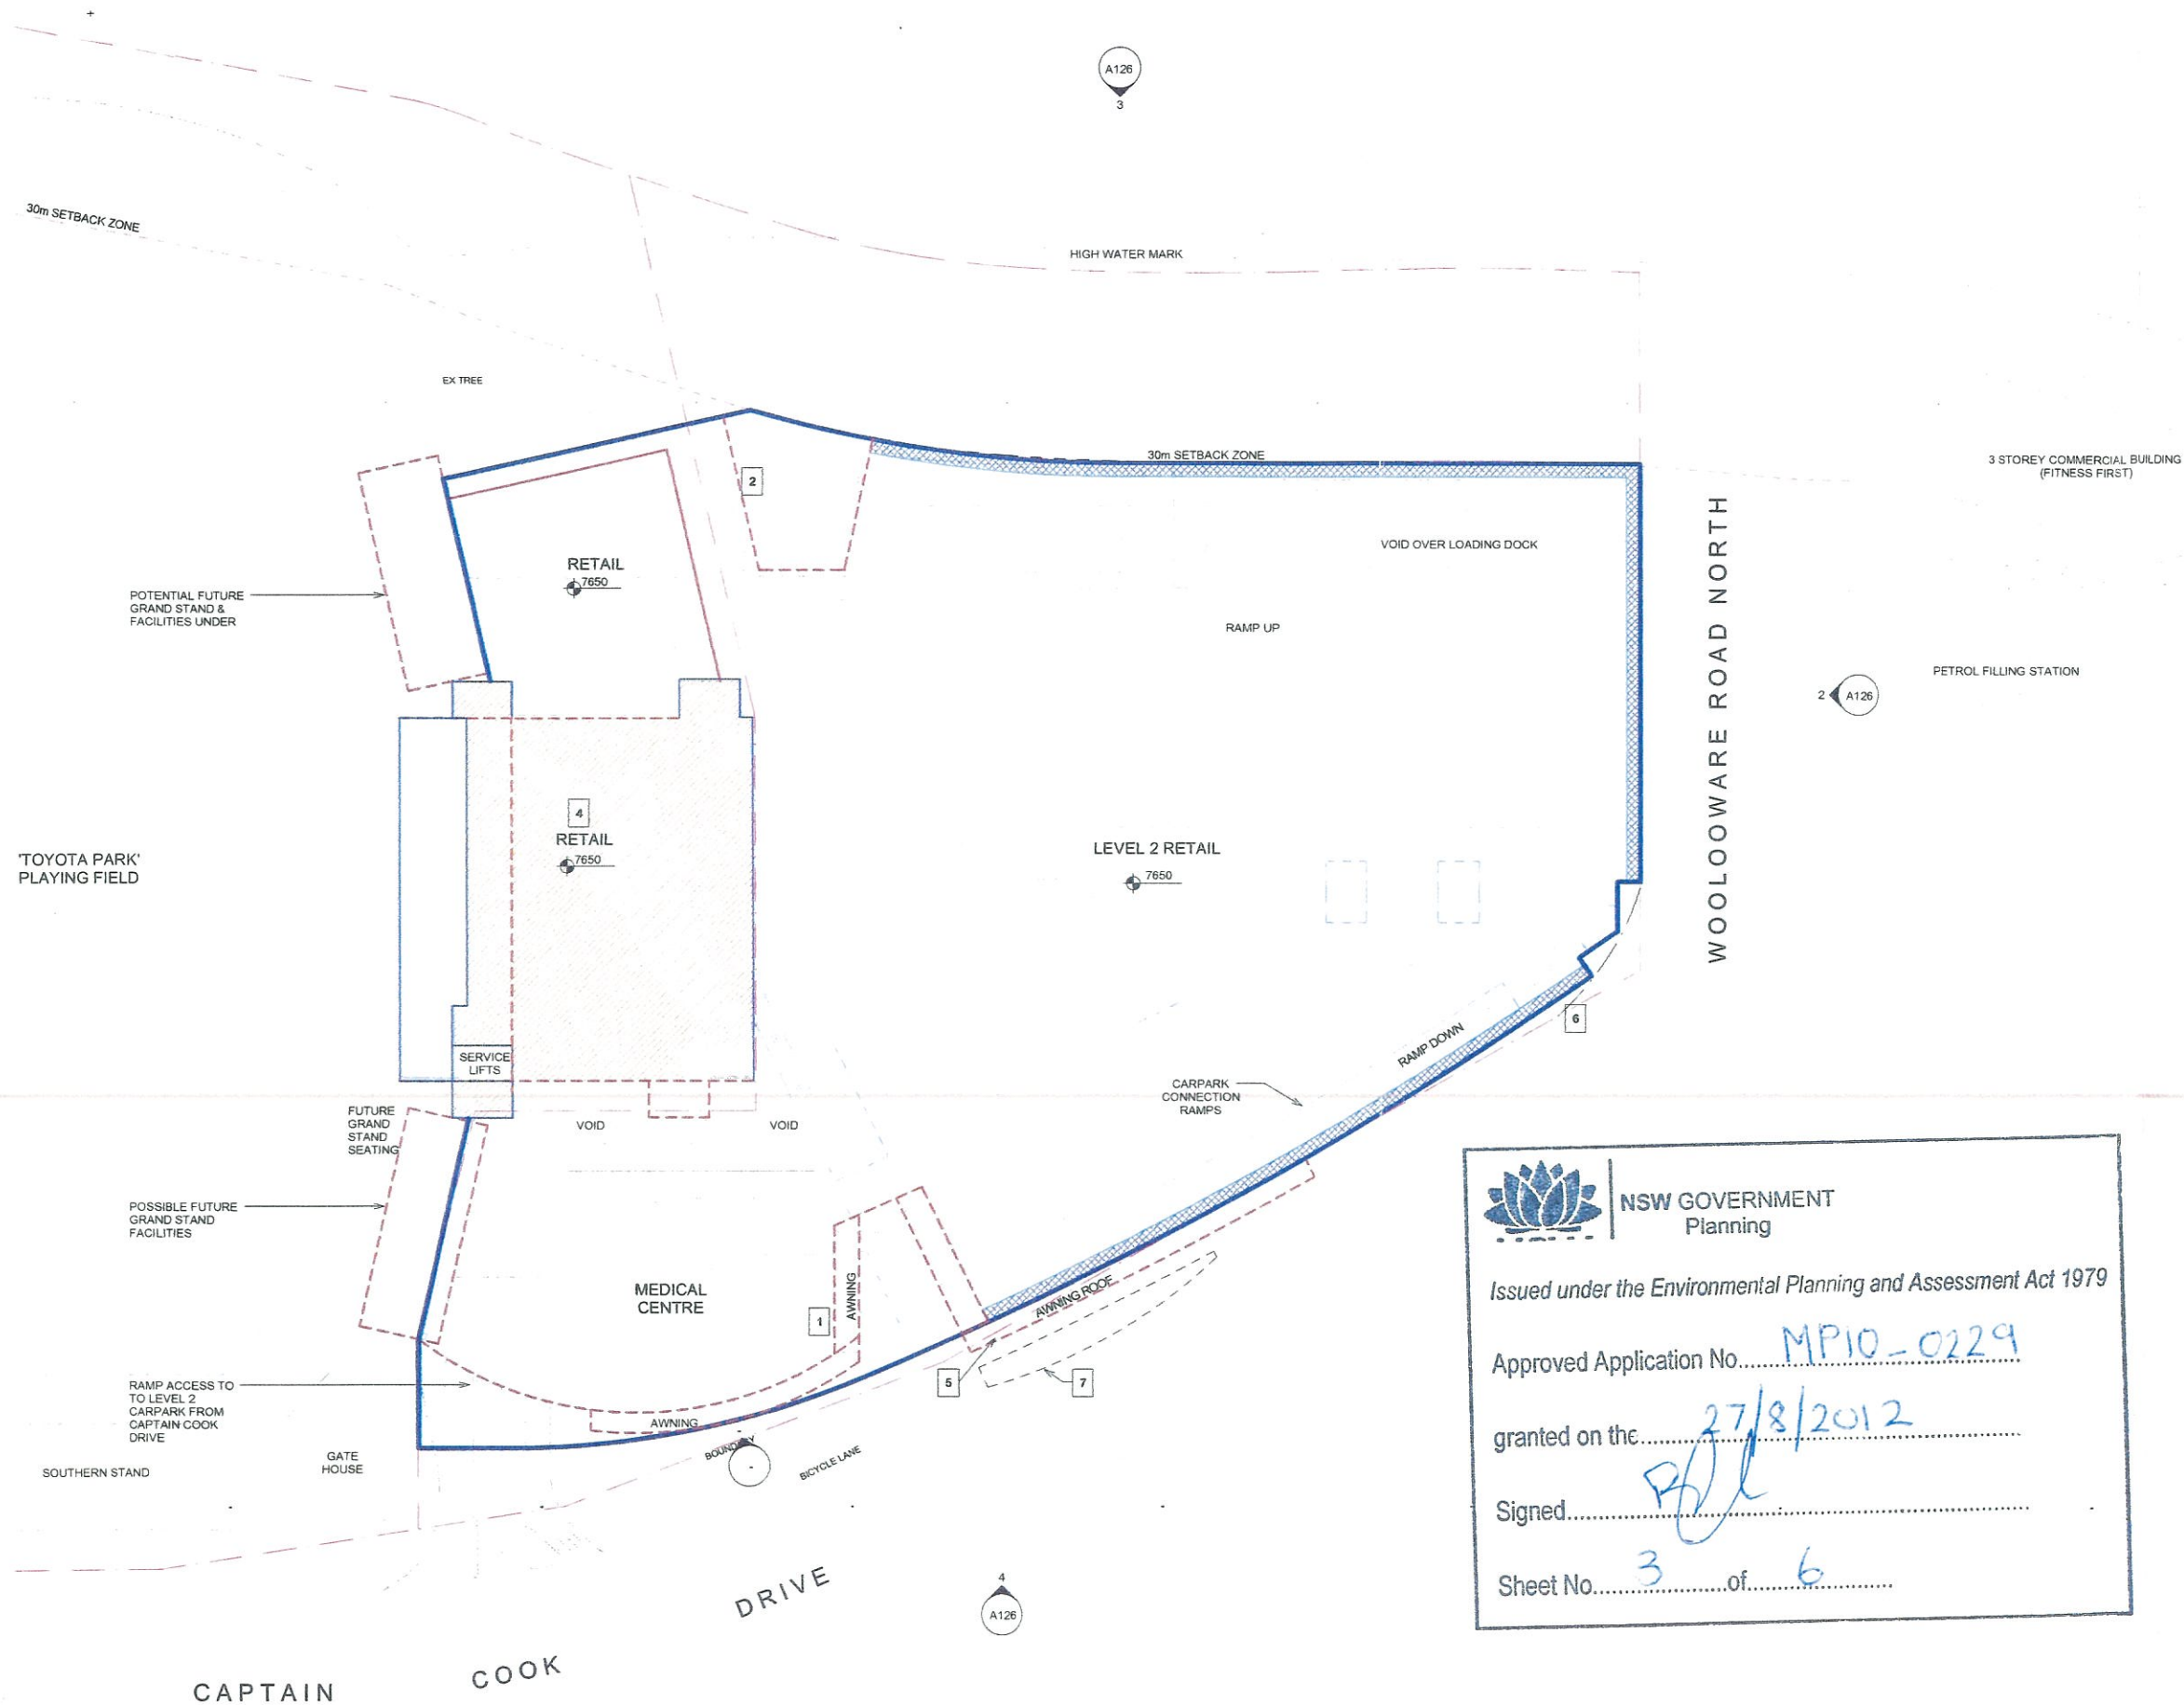 A126
3
30m SETBACK ZONE
HIGH WATER MARK
EX TREE
30m SETBACK ZONE
3 STOREY COMMERCIAL BUILDING
(FITNESS FIRST)
2
VOID OVER LOADING DOCK
RETAIL
7650
POTENTIAL FUTURE
GRAND STAND &
FACILITIES UNDER
RAMP UP
WOOLOOWARE ROAD NORTH
PETROL FILLING STATION
2
A126
4
RETAIL
7650
'TOYOTA PARK'
PLAYING FIELD
LEVEL 2 RETAIL
7650
6
RAMP DOWN
SERVICE
LIFTS
CARPARK
CONNECTION
RAMPS
FUTURE
GRAND
STAND
SEATING
VOID
VOID
POSSIBLE FUTURE
GRAND STAND
FACILITIES
MEDICAL
CENTRE
1
AWNING
AWNING ROOF
5
7
RAMP ACCESS TO
TO LEVEL 2
CARPARK FROM
CAPTAIN COOK
DRIVE
AWNING
BOUNDARY
BICYCLE LANE
GATE
HOUSE
SOUTHERN STAND
4
A126
CAPTAIN COOK DRIVE
NSW GOVERNMENT
Planning
Issued under the Environmental Planning and Assessment Act 1979
Approved Application No. MP10_0229
granted on the 27/8/2012
Signed
Sheet No. 3 of 6